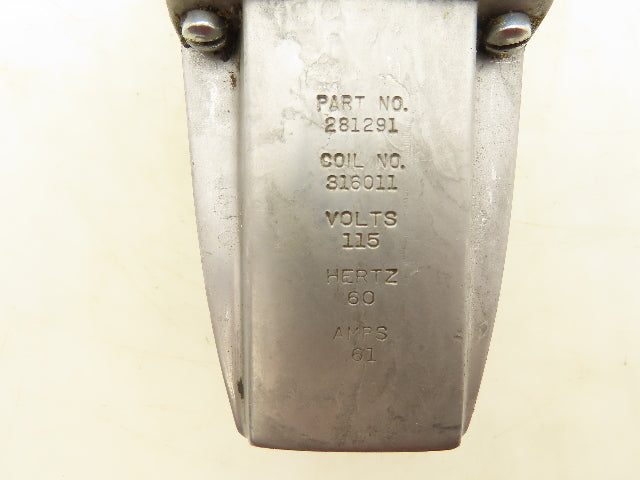 PART NO.
281291
COIL NO.
316011
VOLTS
115
HERTZ
60
AMPS
61